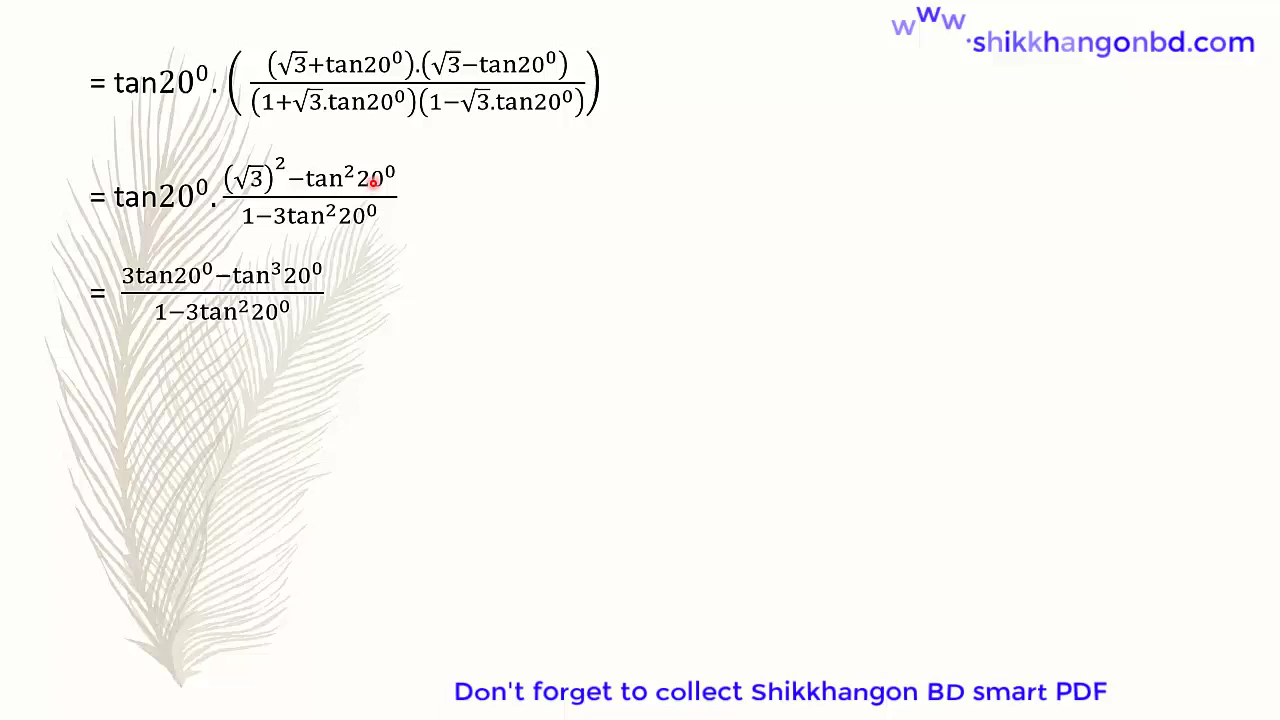 www.shikkhangonbd.com
= tan20⁰. ( (√3+tan20⁰).(√3−tan20⁰) / (1+√3.tan20⁰)(1−√3.tan20⁰) )
= tan20⁰. (√3)² −tan²20⁰ / 1−3tan²20⁰
= 3tan20⁰−tan³20⁰ / 1−3tan²20⁰
Don't forget to collect Shikkhangon BD smart PDF